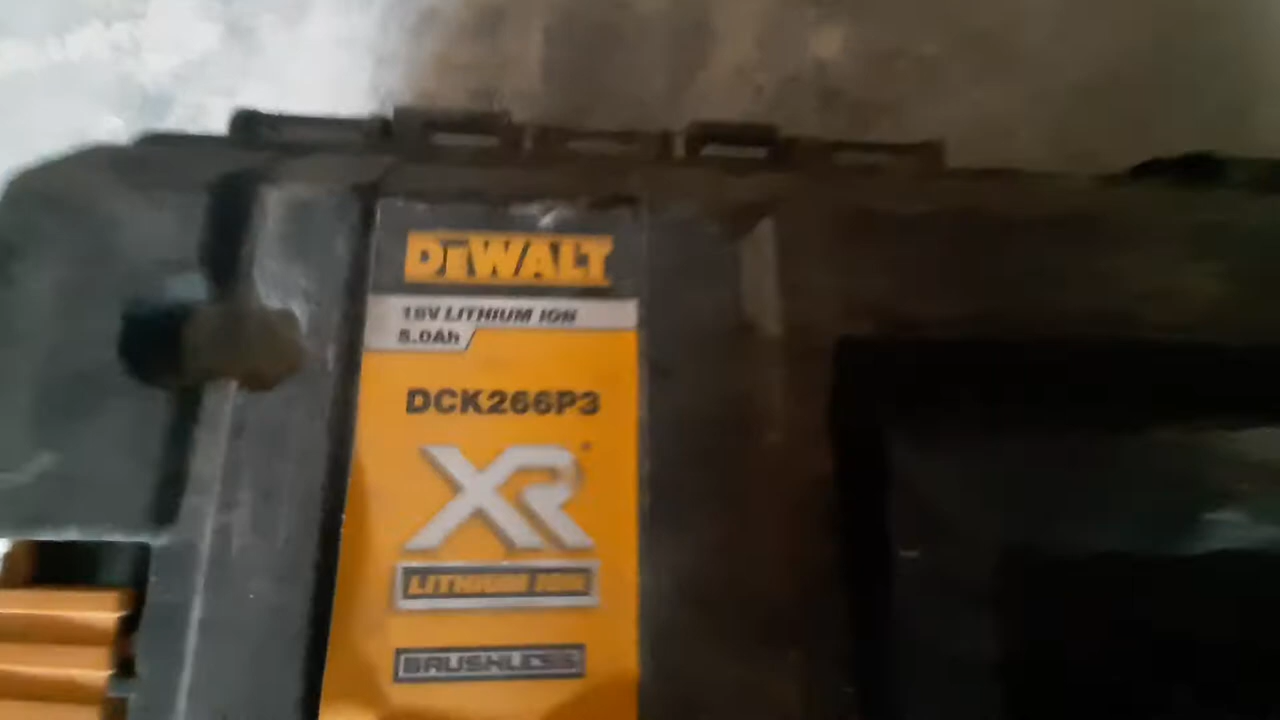 DEWALT
18V LITHIUM ION
5.0Ah
DCK266P3
XR
LITHIUM ION
BRUSHLESS